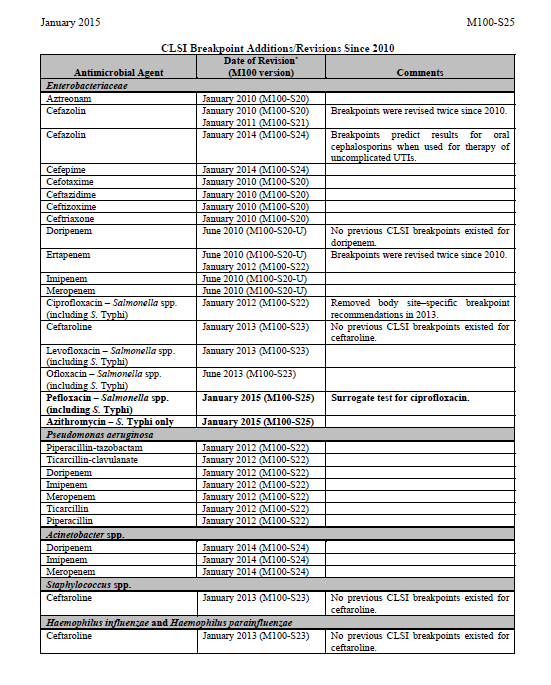 January 2015 M100-S25
CLSI Breakpoint Additions/Revisions Since 2010
Antimicrobial Agent Date of Revision* (M100 version) Comments
Enterobacteriaceae
Aztreonam January 2010 (M100-S20)
Cefazolin January 2010 (M100-S20) Breakpoints were revised twice since 2010.
January 2011 (M100-S21)
Cefazolin January 2014 (M100-S24) Breakpoints predict results for oral
cephalosporins when used for therapy of
uncomplicated UTIs.
Cefepime January 2014 (M100-S24)
Cefotaxime January 2010 (M100-S20)
Ceftazidime January 2010 (M100-S20)
Ceftizoxime January 2010 (M100-S20)
Ceftriaxone January 2010 (M100-S20)
Doripenem June 2010 (M100-S20-U) No previous CLSI breakpoints existed for
doripenem.
Ertapenem June 2010 (M100-S20-U) Breakpoints were revised twice since 2010.
January 2012 (M100-S22)
Imipenem June 2010 (M100-S20-U)
Meropenem June 2010 (M100-S20-U)
Ciprofloxacin – Salmonella spp. January 2012 (M100-S22) Removed body site–specific breakpoint
(including S. Typhi) recommendations in 2013.
Ceftaroline January 2013 (M100-S23) No previous CLSI breakpoints existed for
ceftaroline.
Levofloxacin – Salmonella spp. January 2013 (M100-S23)
(including S. Typhi)
Ofloxacin – Salmonella spp. June 2013 (M100-S23)
(including S. Typhi)
Pefloxacin – Salmonella spp. January 2015 (M100-S25) Surrogate test for ciprofloxacin.
(including S. Typhi)
Azithromycin – S. Typhi only January 2015 (M100-S25)
Pseudomonas aeruginosa
Piperacillin-tazobactam January 2012 (M100-S22)
Ticarcillin-clavulanate January 2012 (M100-S22)
Doripenem January 2012 (M100-S22)
Imipenem January 2012 (M100-S22)
Meropenem January 2012 (M100-S22)
Ticarcillin January 2012 (M100-S22)
Piperacillin January 2012 (M100-S22)
Acinetobacter spp.
Doripenem January 2014 (M100-S24)
Imipenem January 2014 (M100-S24)
Meropenem January 2014 (M100-S24)
Staphylococcus spp.
Ceftaroline January 2013 (M100-S23) No previous CLSI breakpoints existed for
ceftaroline.
Haemophilus influenzae and Haemophilus parainfluenzae
Ceftaroline January 2013 (M100-S23) No previous CLSI breakpoints existed for
ceftaroline.